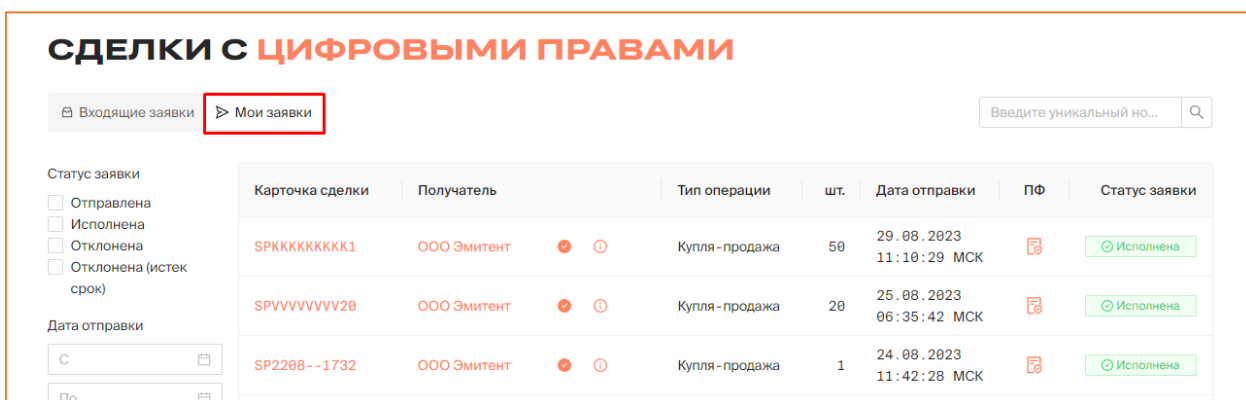 СДЕЛКИ С ЦИФРОВЫМИ ПРАВАМИ
Входящие заявки Мои заявки Введите уникальный но...
Статус заявки
Отправлена
Исполнена
Отклонена
Отклонена (истек
срок)
Дата отправки
С
По
Карточка сделки Получатель Тип операции шт. Дата отправки ПФ Статус заявки
SPKKKKKKKKK1 ООО Эмитент Купля-продажа 50 29.08.2023
11:10:29 МСК Исполнена
SPVVVVVVVV20 ООО Эмитент Купля-продажа 20 25.08.2023
06:35:42 МСК Исполнена
SP2208--1732 ООО Эмитент Купля-продажа 1 24.08.2023
11:42:28 МСК Исполнена